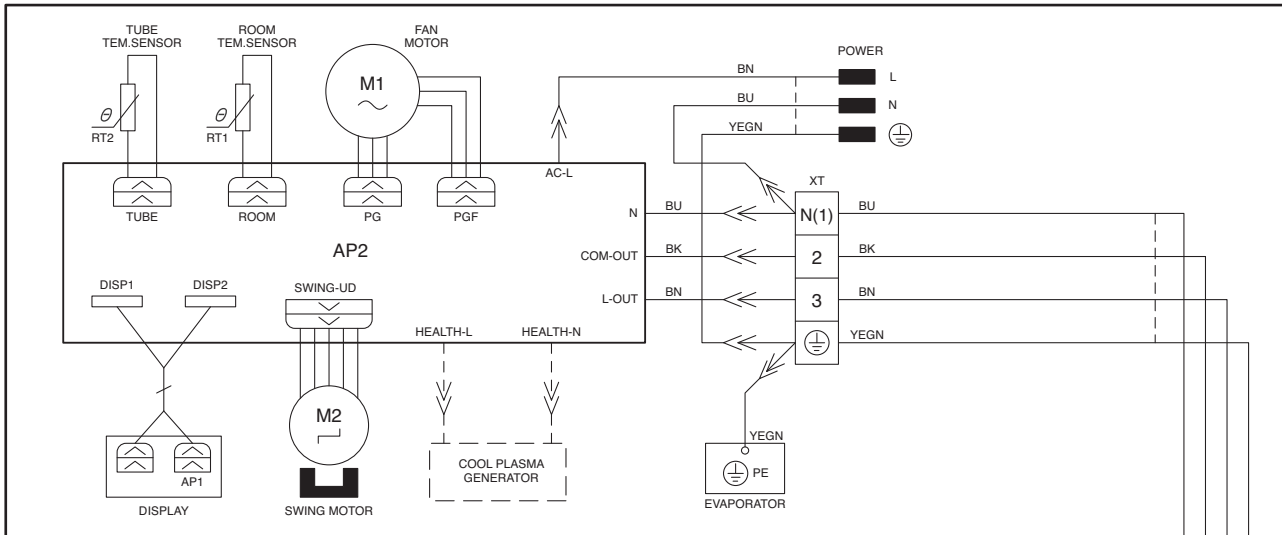 TUBE
TEM.SENSOR
ROOM
TEM.SENSOR
FAN
MOTOR
POWER
M1
BN
L
BU
N
YEGN
θ
RT2
θ
RT1
AC-L
XT
TUBE
ROOM
PG
PGF
N
BU
N(1)
BU
AP2
COM-OUT
BK
2
BK
DISP1
DISP2
SWING-UD
L-OUT
BN
3
BN
HEALTH-L
HEALTH-N
YEGN
M2
YEGN
COOL PLASMA
GENERATOR
PE
AP1
DISPLAY
SWING MOTOR
EVAPORATOR